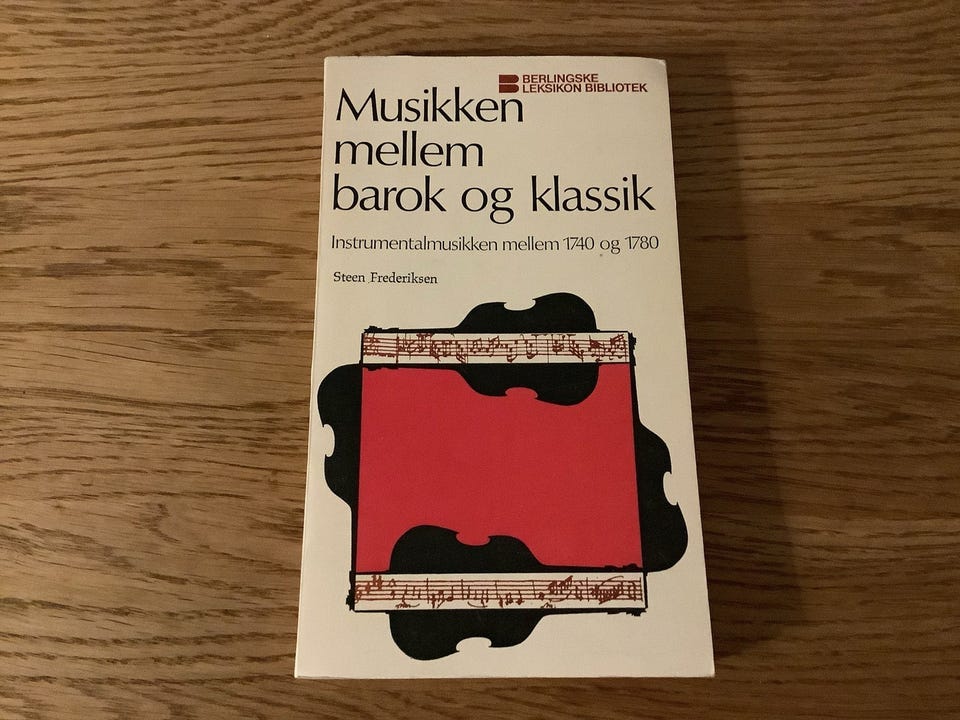 BERLINGSKE
LEKSIKON BIBLIOTEK
Musikken
mellem
barok og klassik
Instrumentalmusikken mellem 1740 og 1780
Steen Frederiksen